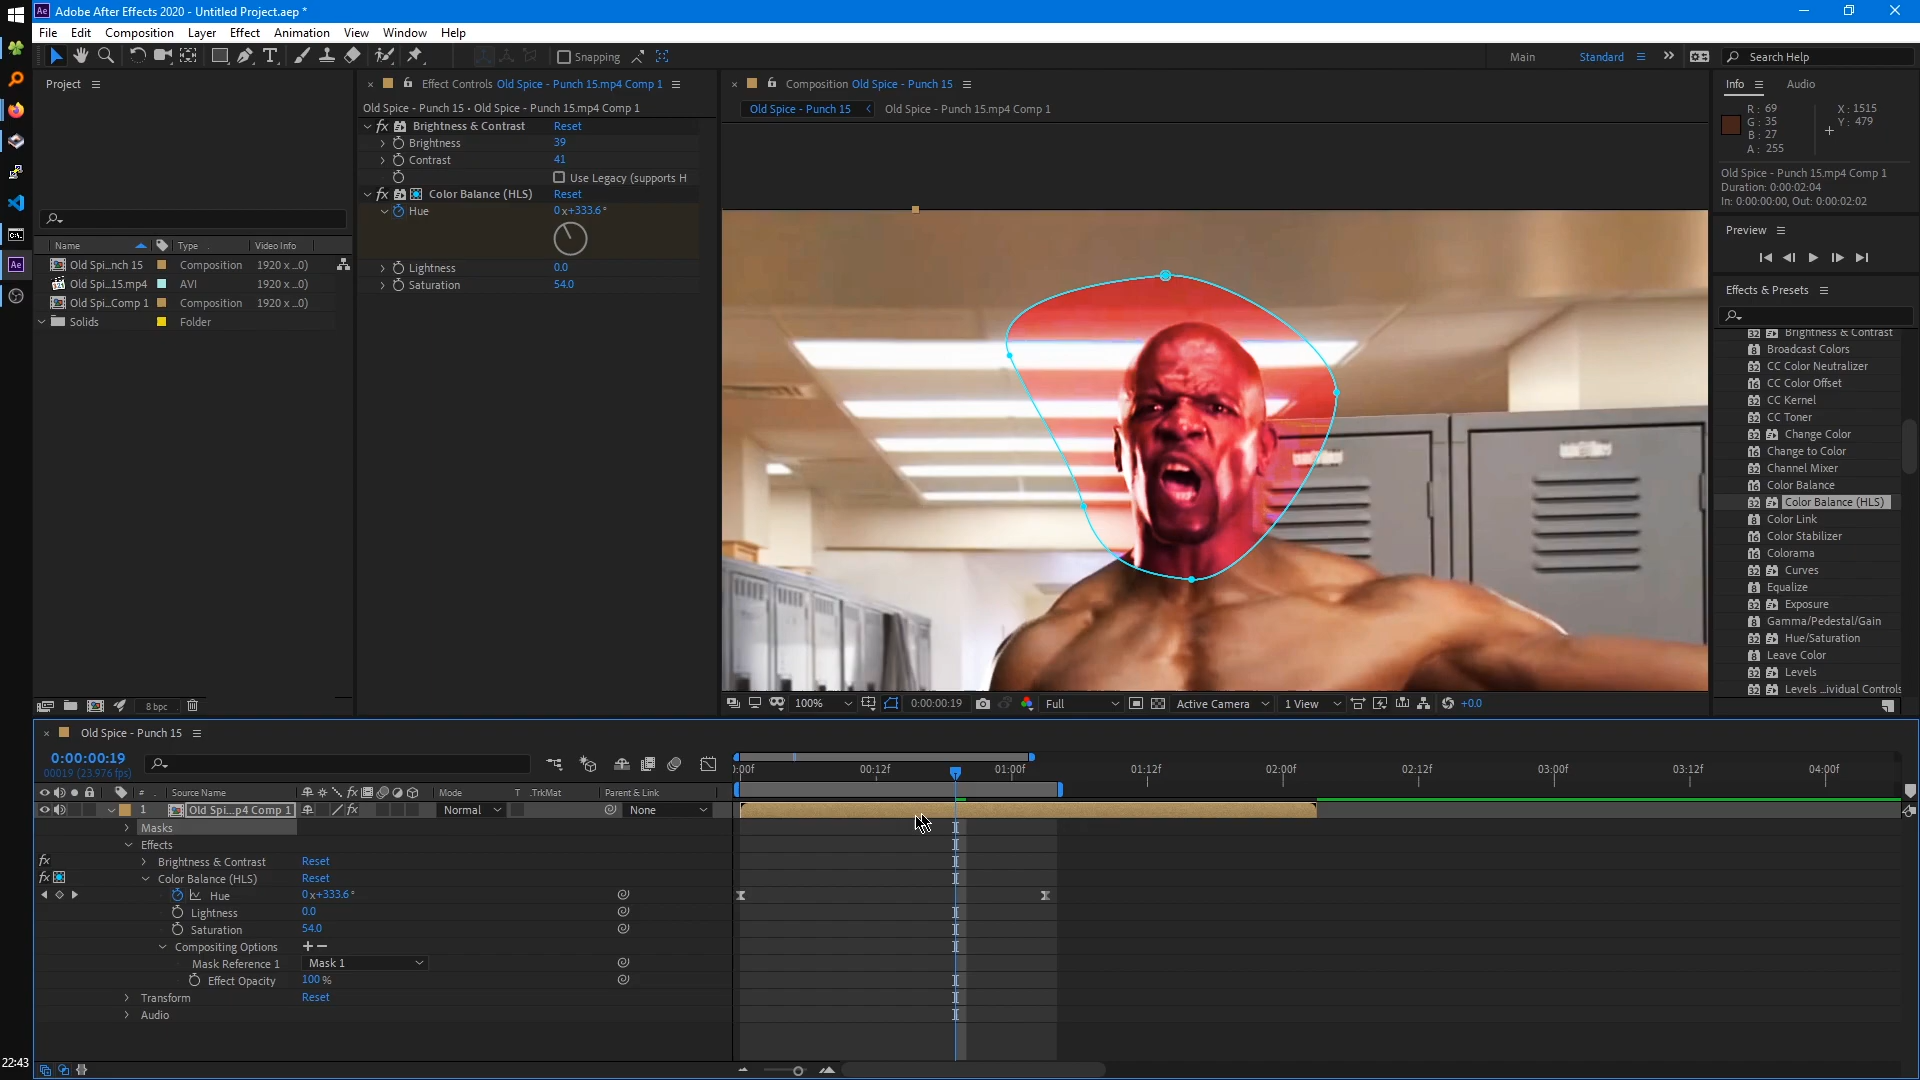 Adobe After Effects 2020 - Untitled Project.aep *
File Edit Composition Layer Effect Animation View Window Help
Snapping
Main Standard Search Help
Project
Effect Controls Old Spice - Punch 15.mp4 Comp 1
Old Spice - Punch 15 • Old Spice - Punch 15.mp4 Comp 1
Brightness & Contrast Reset
Brightness 39
Contrast 41
Use Legacy (supports H
Color Balance (HLS) Reset
Hue 0x+333.6°
Lightness 0.0
Saturation 54.0
Name Type Video Info
Old Spi...nch 15 Composition 1920 x ...0)
Old Spi...15.mp4 AVI 1920 x ...0)
Old Spi...Comp 1 Composition 1920 x ...0)
Solids Folder
8 bpc
Composition Old Spice - Punch 15
Old Spice - Punch 15 Old Spice - Punch 15.mp4 Comp 1
100% 0:00:00:19 Full Active Camera 1 View +0.0
Info Audio
R: 69 X: 1515
G: 35 Y: 479
B: 27
A: 255
Old Spice - Punch 15.mp4 Comp 1
Duration: 0:00:02:04
In: 0:00:00:00, Out: 0:00:02:02
Preview
Effects & Presets
Brightness & Contrast
Broadcast Colors
CC Color Neutralizer
CC Color Offset
CC Kernel
CC Toner
Change Color
Change to Color
Channel Mixer
Color Balance
Color Balance (HLS)
Color Link
Color Stabilizer
Colorama
Curves
Equalize
Exposure
Gamma/Pedestal/Gain
Hue/Saturation
Leave Color
Levels
Levels ...ividual Controls
Old Spice - Punch 15
0:00:00:19
00019 (23.976 fps)
:00f 00:12f 01:00f 01:12f 02:00f 02:12f 03:00f 03:12f 04:00f
# Source Name Mode T .TrkMat Parent & Link
1 Old Spi...p4 Comp 1 Normal None
Masks
Effects
Brightness & Contrast Reset
Color Balance (HLS) Reset
Hue 0x+333.6°
Lightness 0.0
Saturation 54.0
Compositing Options + −
Mask Reference 1 Mask 1
Effect Opacity 100 %
Transform Reset
Audio
22:43